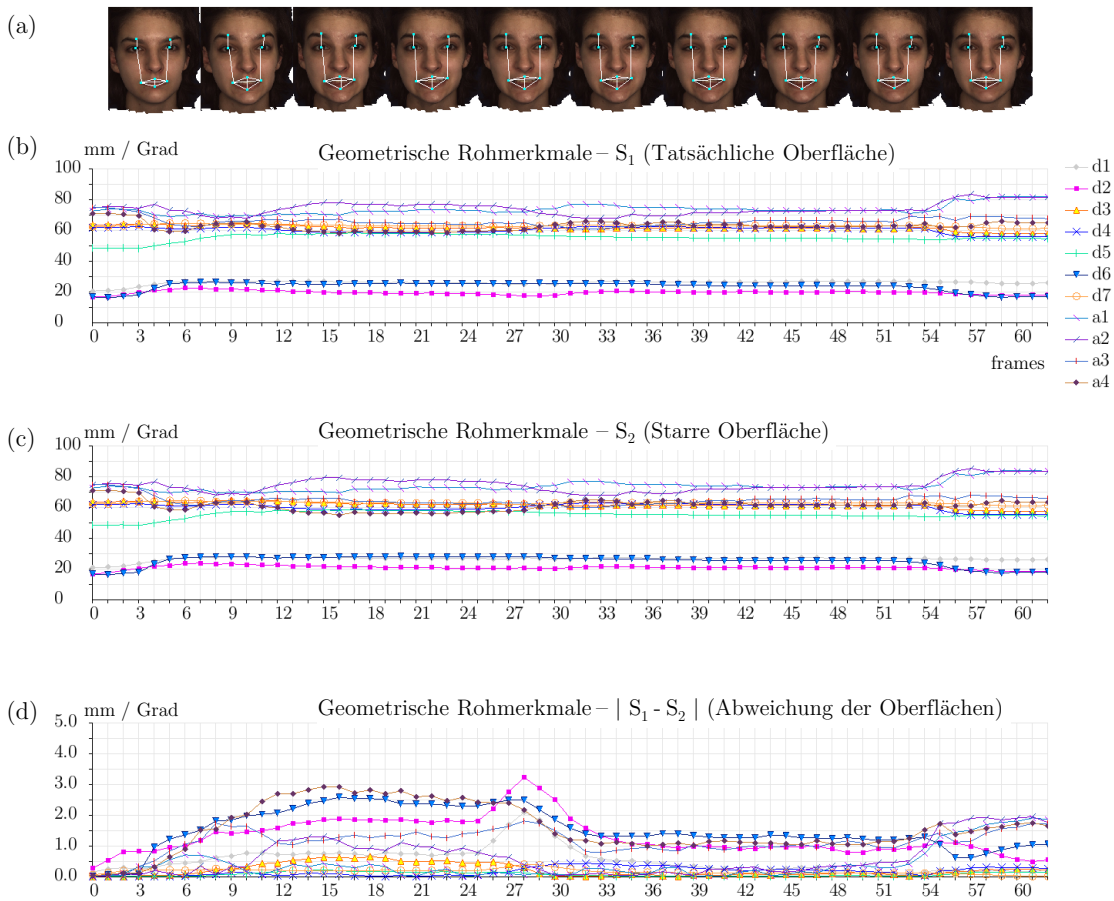 (a)
(b) mm / Grad Geometrische Rohmerkmale – S1 (Tatsächliche Oberfläche)
100
80
60
40
20
0
0 3 6 9 12 15 18 21 24 27 30 33 36 39 42 45 48 51 54 57 60
frames
d1
d2
d3
d4
d5
d6
d7
a1
a2
a3
a4
(c) mm / Grad Geometrische Rohmerkmale – S2 (Starre Oberfläche)
100
80
60
40
20
0
0 3 6 9 12 15 18 21 24 27 30 33 36 39 42 45 48 51 54 57 60
(d) mm / Grad Geometrische Rohmerkmale – | S1 - S2 | (Abweichung der Oberflächen)
5.0
4.0
3.0
2.0
1.0
0.0
0 3 6 9 12 15 18 21 24 27 30 33 36 39 42 45 48 51 54 57 60